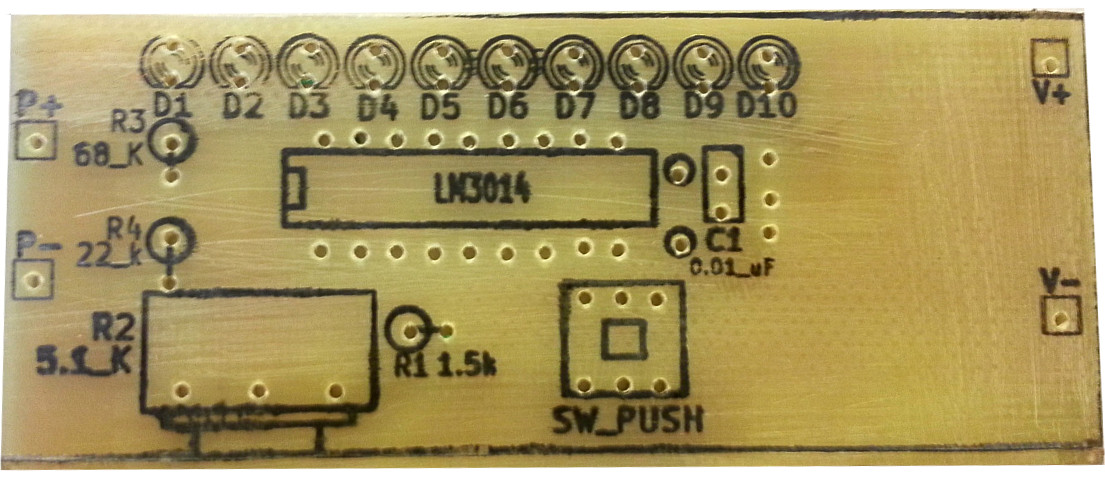 D1 D2 D3 D4 D5 D6 D7 D8 D9 D10
V+
P+
R3
68_K
LM3014
R4
22_k
P-
C1
0.01_uF
V-
R2
5.1_K
R1 1.5k
SW_PUSH